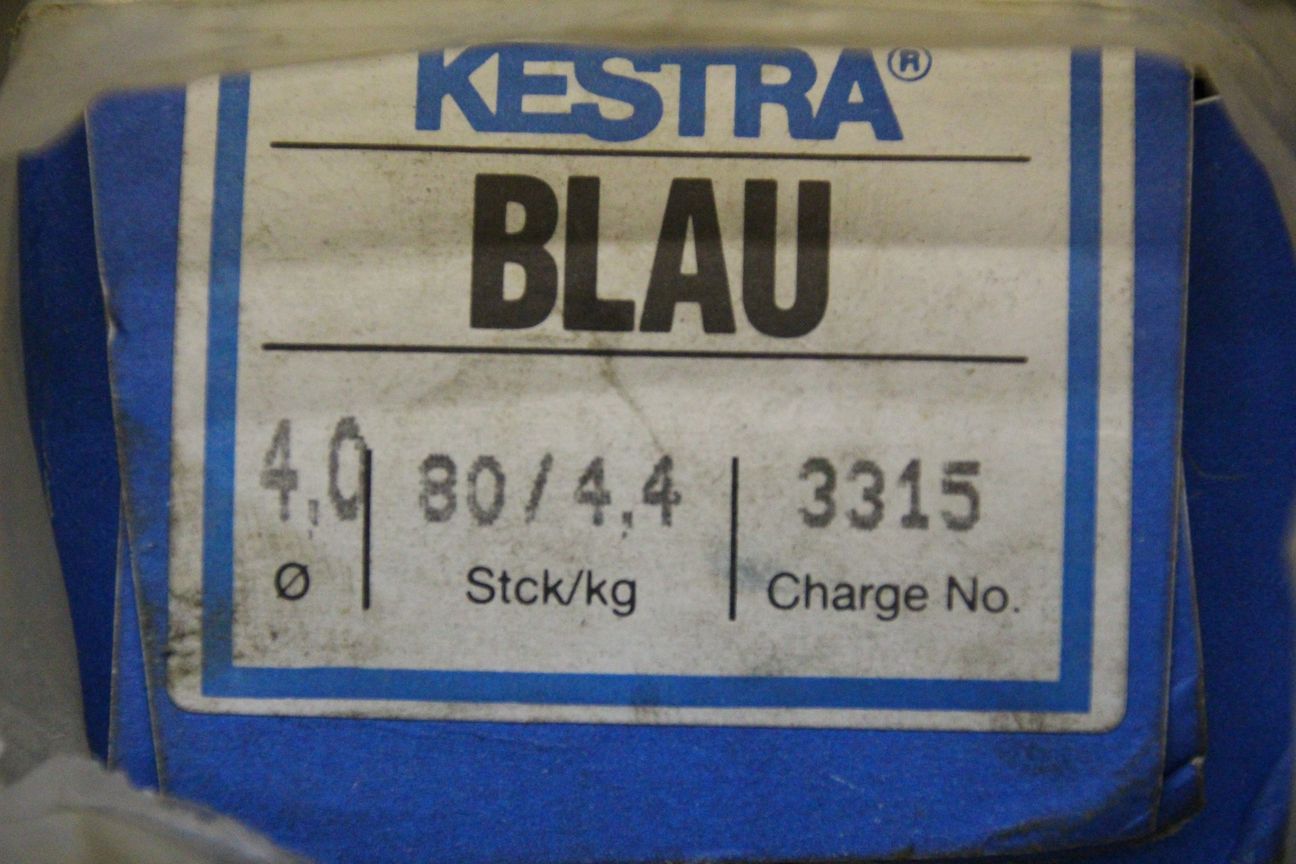 KESTRA®
BLAU
4,0 80/4,4 3315
Ø Stck/kg Charge No.